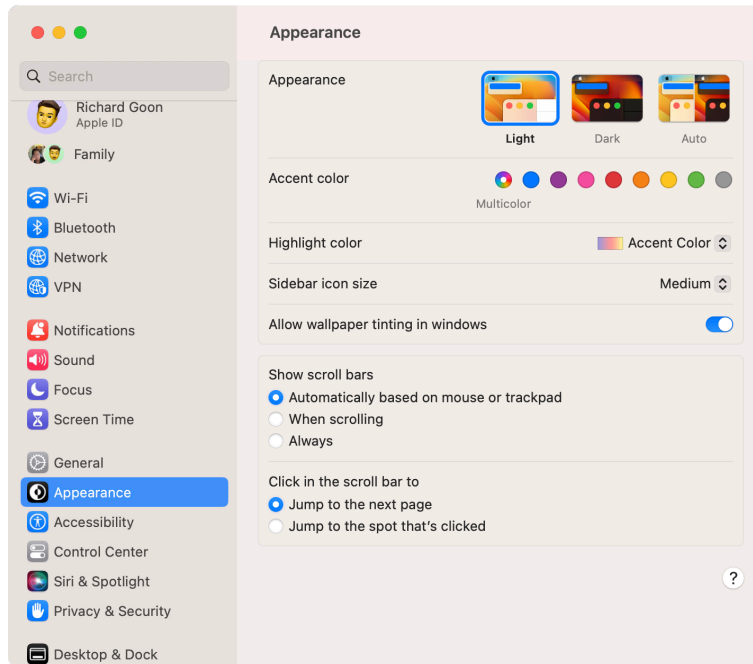 Search
Richard Goon
Apple ID
Family
Wi-Fi
Bluetooth
Network
VPN
Notifications
Sound
Focus
Screen Time
General
Appearance
Accessibility
Control Center
Siri & Spotlight
Privacy & Security
Desktop & Dock
Appearance
Appearance
Light
Dark
Auto
Accent color
Multicolor
Highlight color
Accent Color
Sidebar icon size
Medium
Allow wallpaper tinting in windows
Show scroll bars
Automatically based on mouse or trackpad
When scrolling
Always
Click in the scroll bar to
Jump to the next page
Jump to the spot that's clicked
?